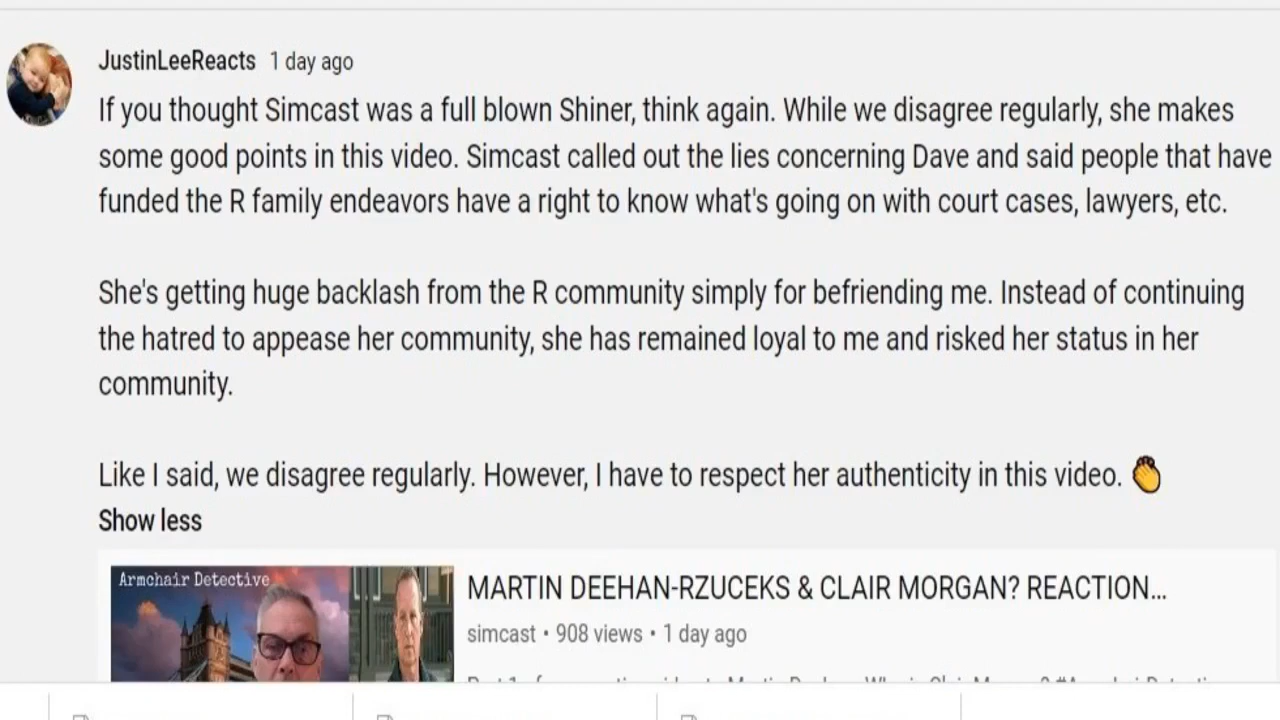 JustinLeeReacts 1 day ago
If you thought Simcast was a full blown Shiner, think again. While we disagree regularly, she makes
some good points in this video. Simcast called out the lies concerning Dave and said people that have
funded the R family endeavors have a right to know what's going on with court cases, lawyers, etc.
She's getting huge backlash from the R community simply for befriending me. Instead of continuing
the hatred to appease her community, she has remained loyal to me and risked her status in her
community.
Like I said, we disagree regularly. However, I have to respect her authenticity in this video. 👏
Show less
Armchair Detective
MARTIN DEEHAN-RZUCEKS & CLAIR MORGAN? REACTION...
simcast • 908 views • 1 day ago